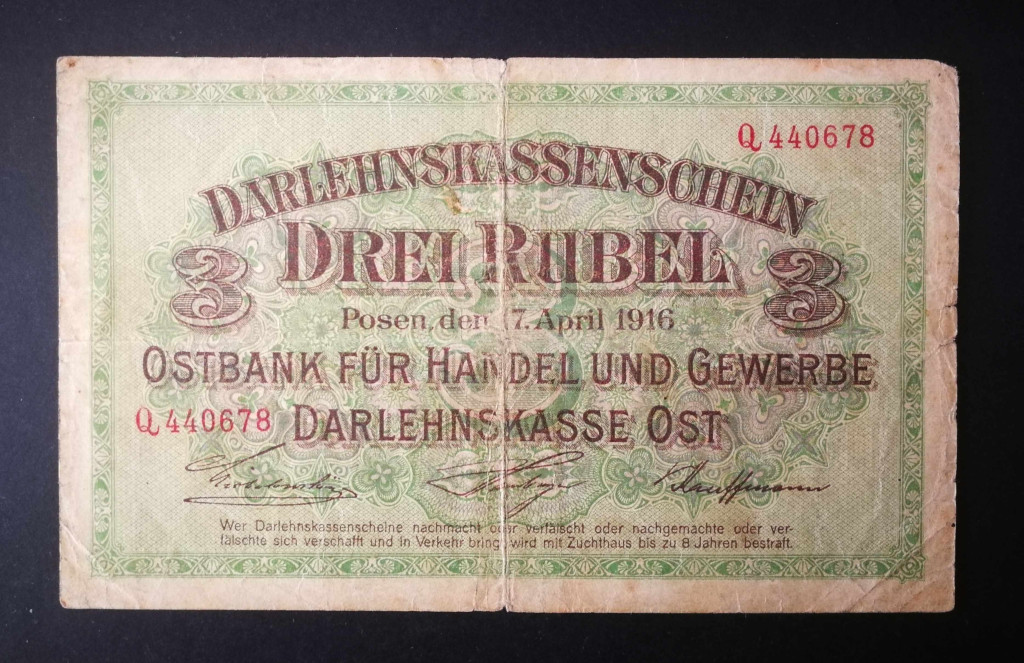 Q 440678
DARLEHNSKASSENSCHEIN
DREI RUBEL
3 3
Posen, den 17. April 1916
OSTBANK FÜR HANDEL UND GEWERBE
Q 440678 DARLEHNSKASSE OST
Kauffmann
Wer Darlehnskassenscheine nachmacht oder verfälscht oder nachgemachte oder ver-
fälschte sich verschafft und in Verkehr bringt, wird mit Zuchthaus bis zu 8 Jahren bestraft.